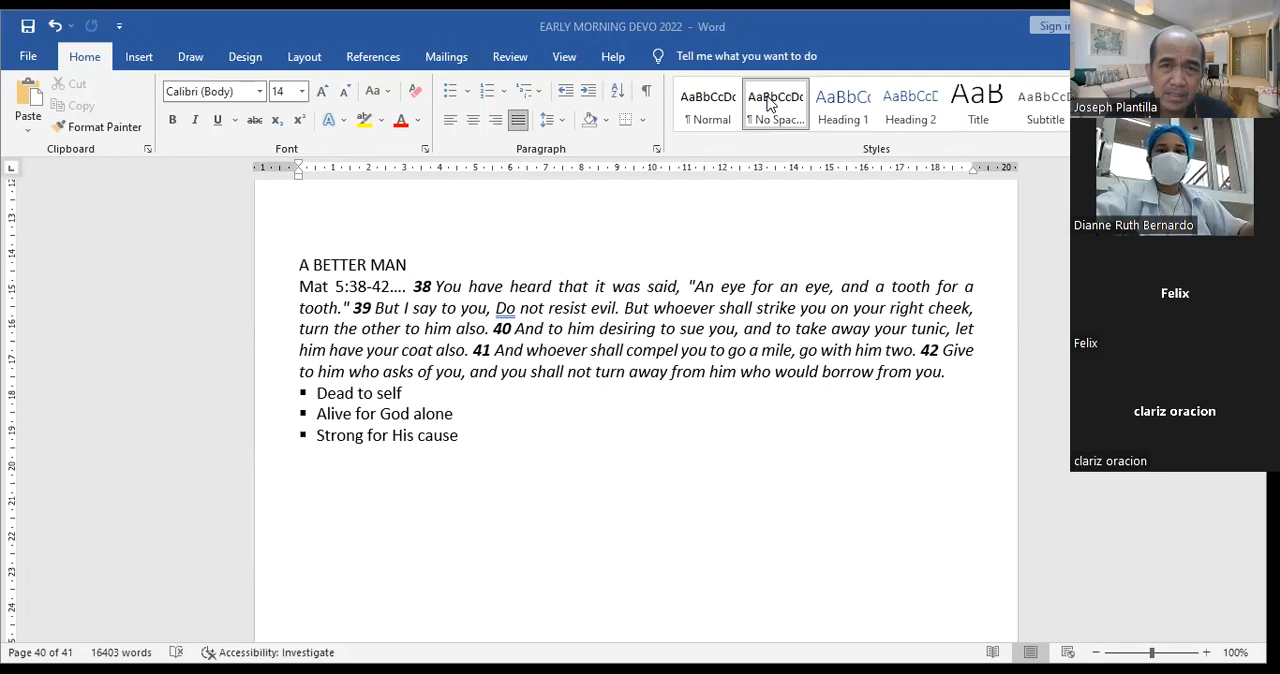 EARLY MORNING DEVO 2022 - Word
Sign in
File Home Insert Draw Design Layout References Mailings Review View Help Tell me what you want to do
Paste
Cut
Copy
Format Painter
Clipboard
Calibri (Body) 14
Font
Paragraph
AaBbCcDc AaBbCcDc AaBbCc AaBbCcD AaB AaBbCcD
¶ Normal ¶ No Spac... Heading 1 Heading 2 Title Subtitle
Styles
Joseph Plantilla
Dianne Ruth Bernardo
Felix
Felix
clariz oracion
clariz oracion
A BETTER MAN
Mat 5:38-42.... 38 You have heard that it was said, "An eye for an eye, and a tooth for a
tooth." 39 But I say to you, Do not resist evil. But whoever shall strike you on your right cheek,
turn the other to him also. 40 And to him desiring to sue you, and to take away your tunic, let
him have your coat also. 41 And whoever shall compel you to go a mile, go with him two. 42 Give
to him who asks of you, and you shall not turn away from him who would borrow from you.
▪ Dead to self
▪ Alive for God alone
▪ Strong for His cause
Page 40 of 41 16403 words Accessibility: Investigate 100%